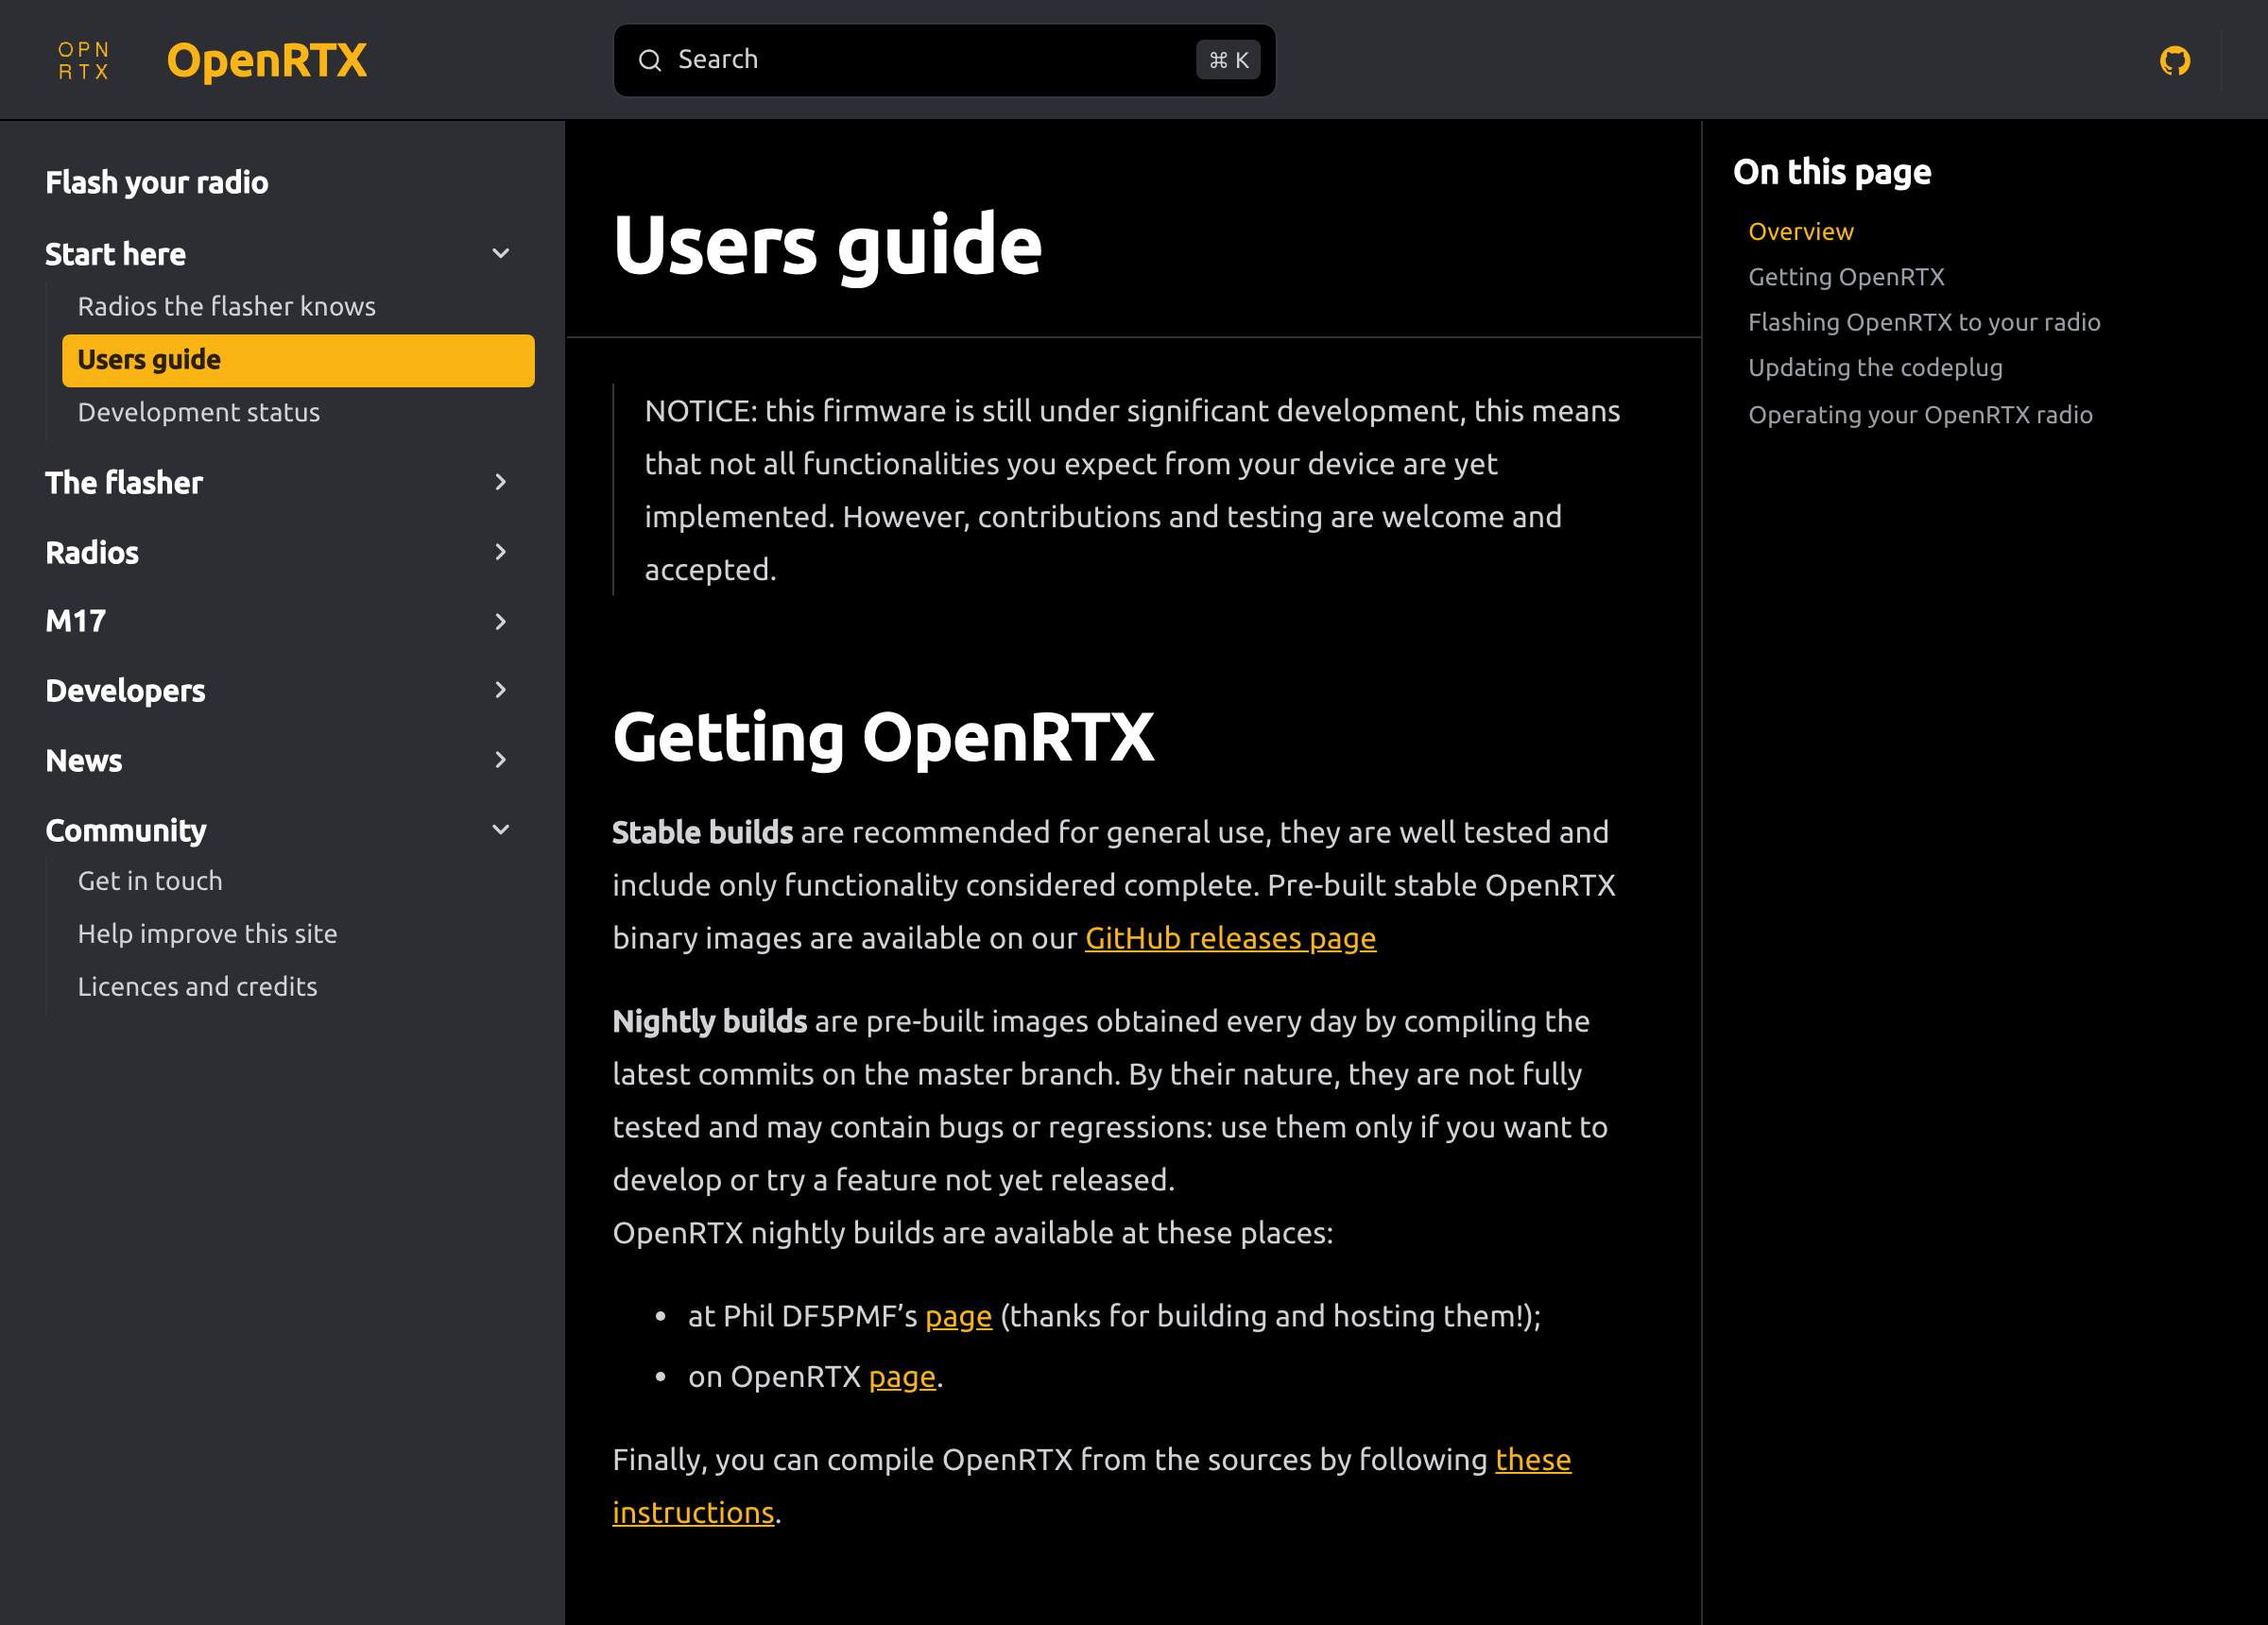 OPN
RTX
OpenRTX
Search
⌘ K
Flash your radio
Start here
Radios the flasher knows
Users guide
Development status
The flasher
Radios
M17
Developers
News
Community
Get in touch
Help improve this site
Licences and credits
Users guide
NOTICE: this firmware is still under significant development, this means
that not all functionalities you expect from your device are yet
implemented. However, contributions and testing are welcome and
accepted.
Getting OpenRTX
Stable builds are recommended for general use, they are well tested and
include only functionality considered complete. Pre-built stable OpenRTX
binary images are available on our GitHub releases page
Nightly builds are pre-built images obtained every day by compiling the
latest commits on the master branch. By their nature, they are not fully
tested and may contain bugs or regressions: use them only if you want to
develop or try a feature not yet released.
OpenRTX nightly builds are available at these places:
• at Phil DF5PMF’s page (thanks for building and hosting them!);
• on OpenRTX page.
Finally, you can compile OpenRTX from the sources by following these
instructions.
On this page
Overview
Getting OpenRTX
Flashing OpenRTX to your radio
Updating the codeplug
Operating your OpenRTX radio